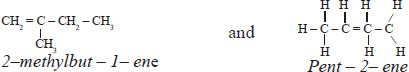 CH₂=C–CH₂–CH₃
CH₃
2–methylbut – 1– ene
and
H H H H
H–C–C=C–C
H H
Pent – 2– ene